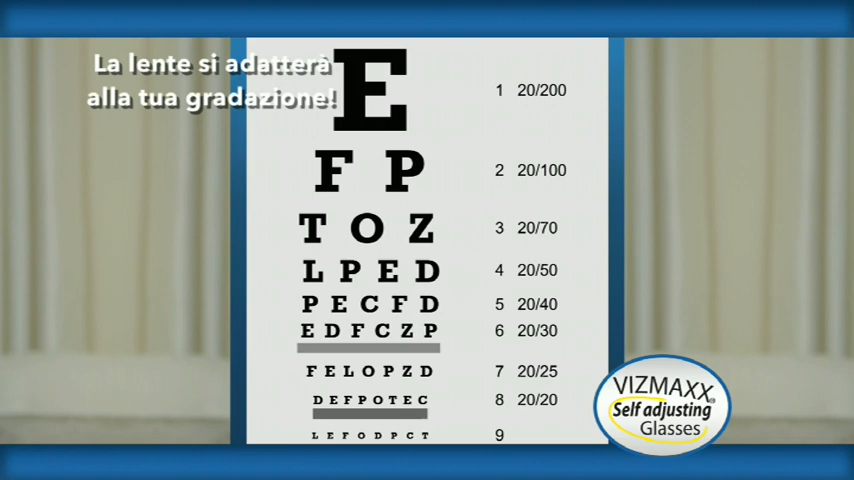 La lente si adatterà
alla tua gradazione!
E 1 20/200
F P 2 20/100
T O Z 3 20/70
L P E D 4 20/50
P E C F D 5 20/40
E D F C Z P 6 20/30
F E L O P Z D 7 20/25
D E F P O T E C 8 20/20
L E F O D P C T 9
VIZMAXX®
Self adjusting
Glasses